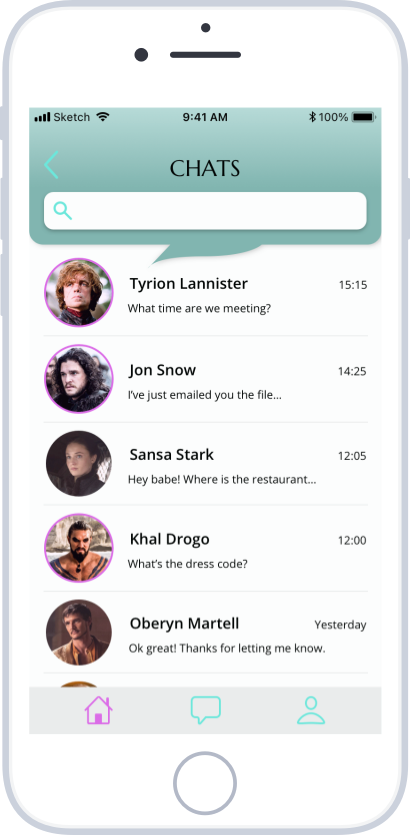 Sketch 9:41 AM 100%
CHATS
Tyrion Lannister 15:15
What time are we meeting?
Jon Snow 14:25
I've just emailed you the file...
Sansa Stark 12:05
Hey babe! Where is the restaurant...
Khal Drogo 12:00
What's the dress code?
Oberyn Martell Yesterday
Ok great! Thanks for letting me know.